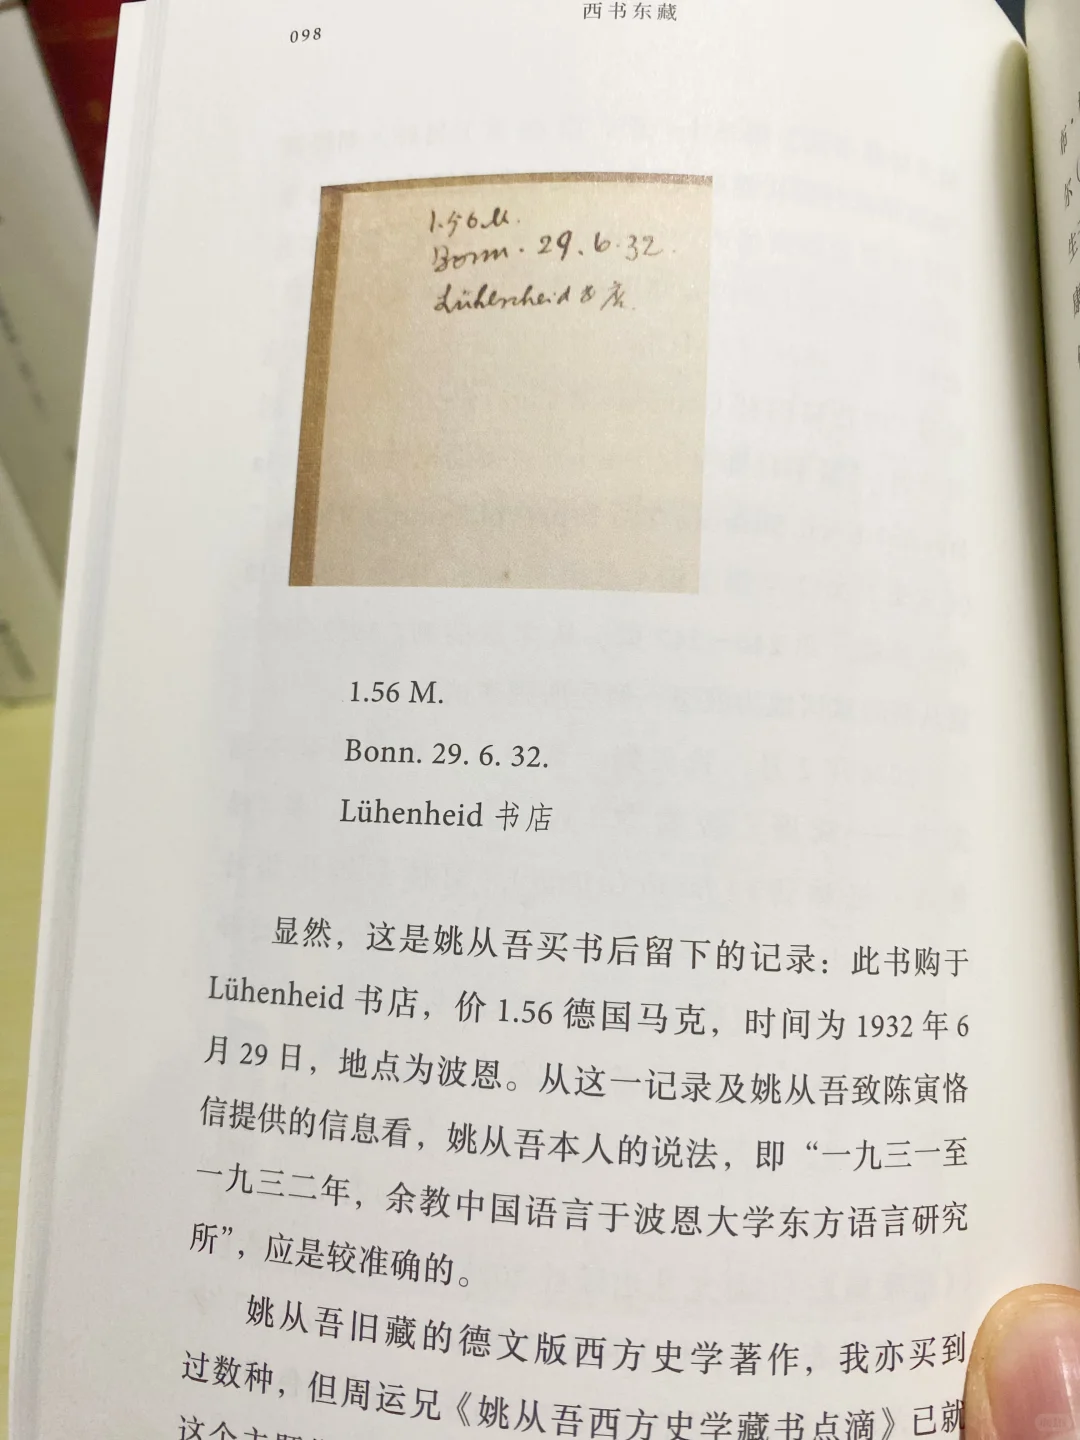 西书东藏
098
1.56 M.
Bonn. 29. 6. 32.
Lühlscheid 书店.
1.56 M.
Bonn. 29. 6. 32.
Lühenheid 书店
显然，这是姚从吾买书后留下的记录：此书购于
Lühenheid 书店，价 1.56 德国马克，时间为 1932 年 6
月 29 日，地点为波恩。从这一记录及姚从吾致陈寅恪
信提供的信息看，姚从吾本人的说法，即“一九三一至
一九三二年，余教中国语言于波恩大学东方语言研究
所”，应是较准确的。
姚从吾旧藏的德文版西方史学著作，我亦买到
过数种，但周运兄《姚从吾西方史学藏书点滴》已就
这个主题